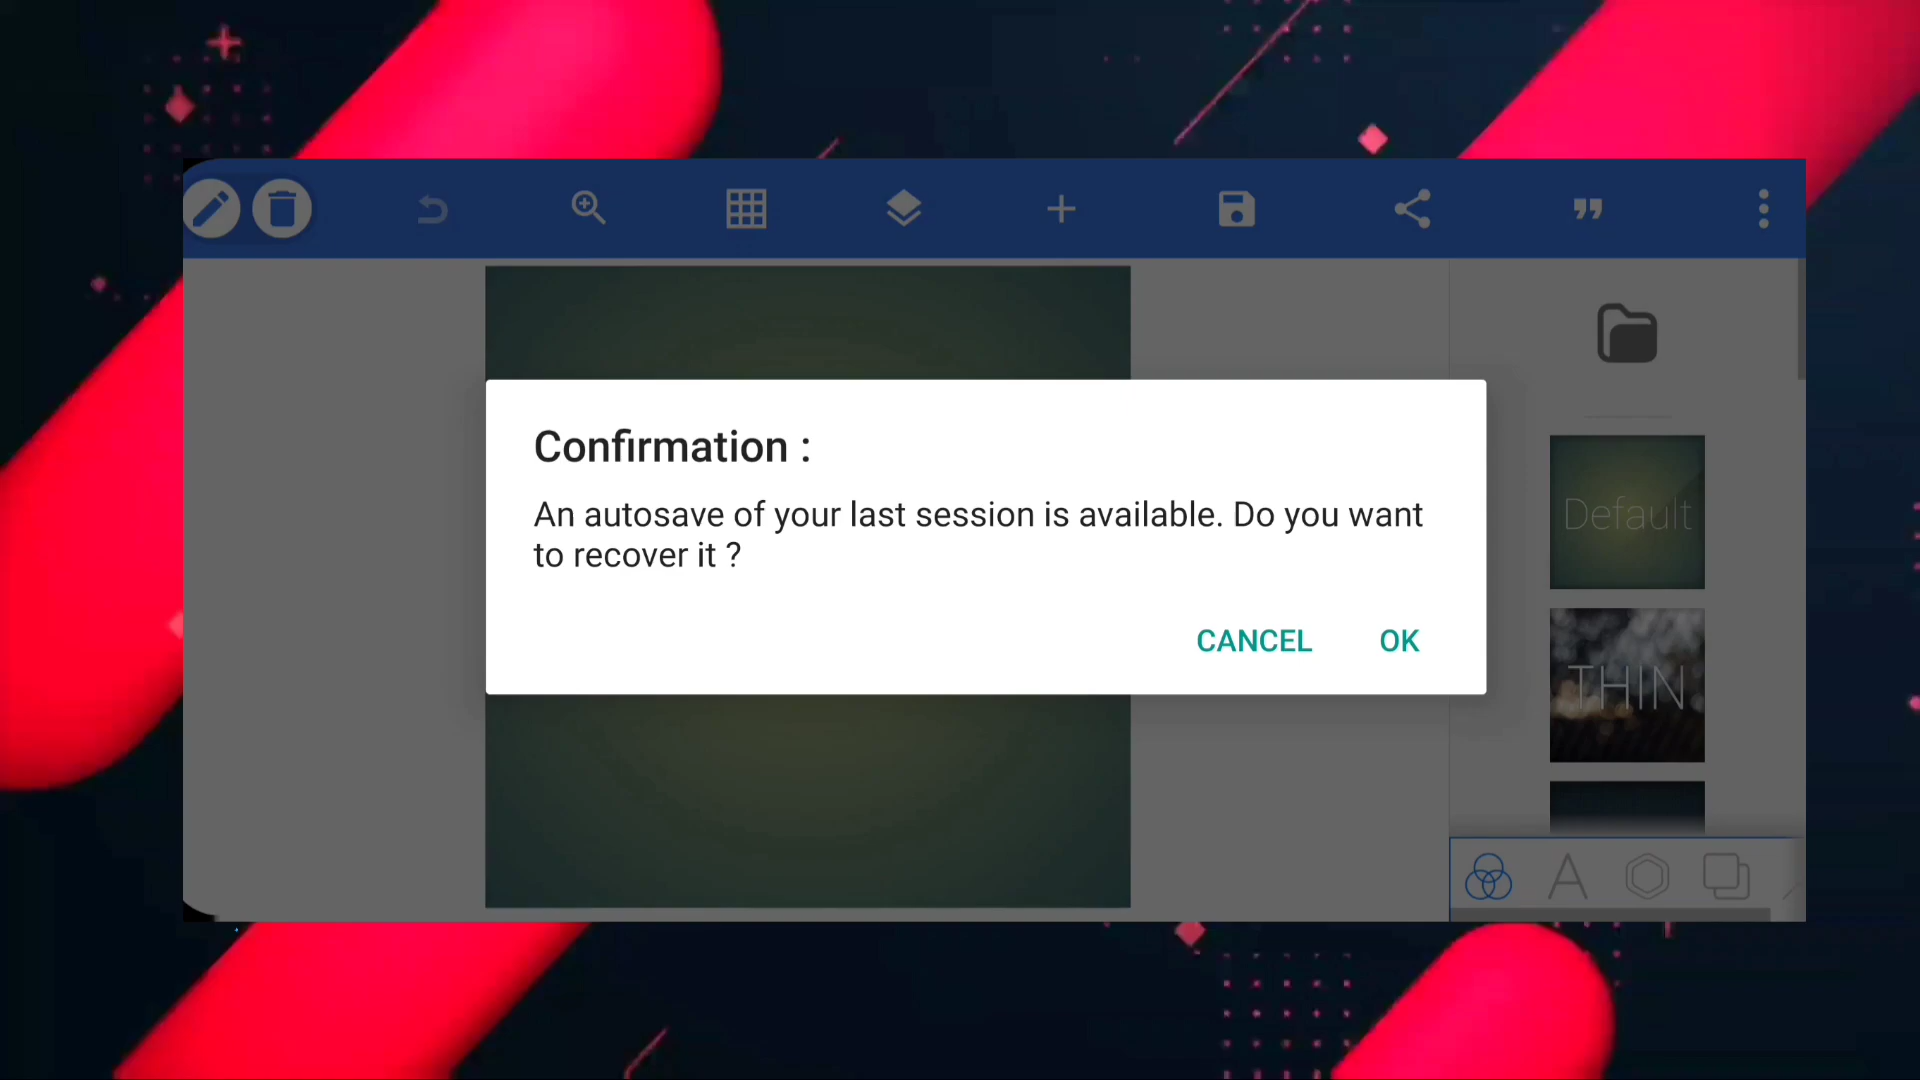 Confirmation :
An autosave of your last session is available. Do you want
to recover it ?
CANCEL OK
Default
THIN